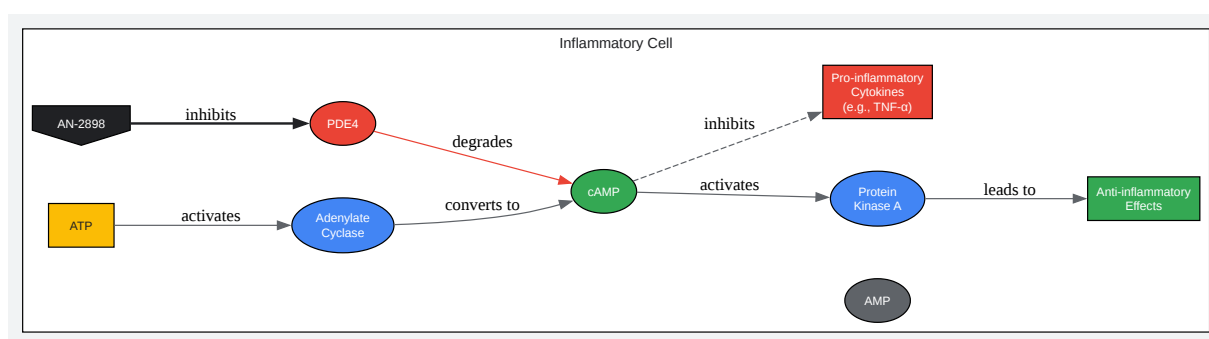 Inflammatory Cell
AN-2898
inhibits
PDE4
degrades
ATP
activates
Adenylate
Cyclase
converts to
cAMP
inhibits
Pro-inflammatory
Cytokines
(e.g., TNF-α)
activates
Protein
Kinase A
leads to
Anti-inflammatory
Effects
AMP